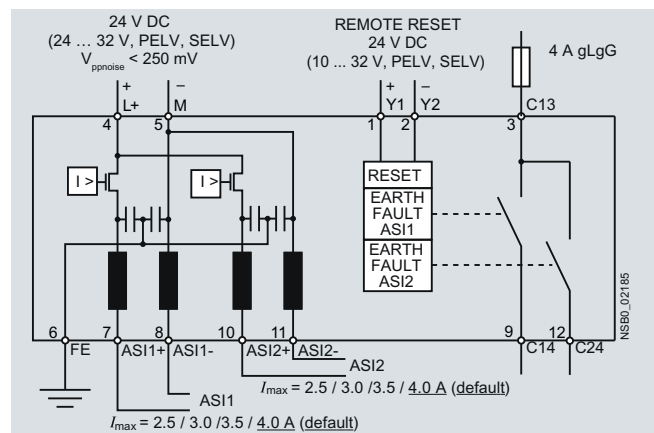 24 V DC
(24 ... 32 V, PELV, SELV)
Vppnoise < 250 mV
REMOTE RESET
24 V DC
(10 ... 32 V, PELV, SELV)
4 A gLgG
+ − + −
L+ M Y1 Y2 C13
4 5 1 2 3
I > I >
RESET
EARTH
FAULT
ASI1
EARTH
FAULT
ASI2
6 7 8 10 11 9 12
FE ASI1+ ASI1- ASI2+ ASI2- C14 C24
ASI2
Imax = 2.5 / 3.0 /3.5 / 4.0 A (default)
ASI1
Imax = 2.5 / 3.0 /3.5 / 4.0 A (default)
NSB0_02185